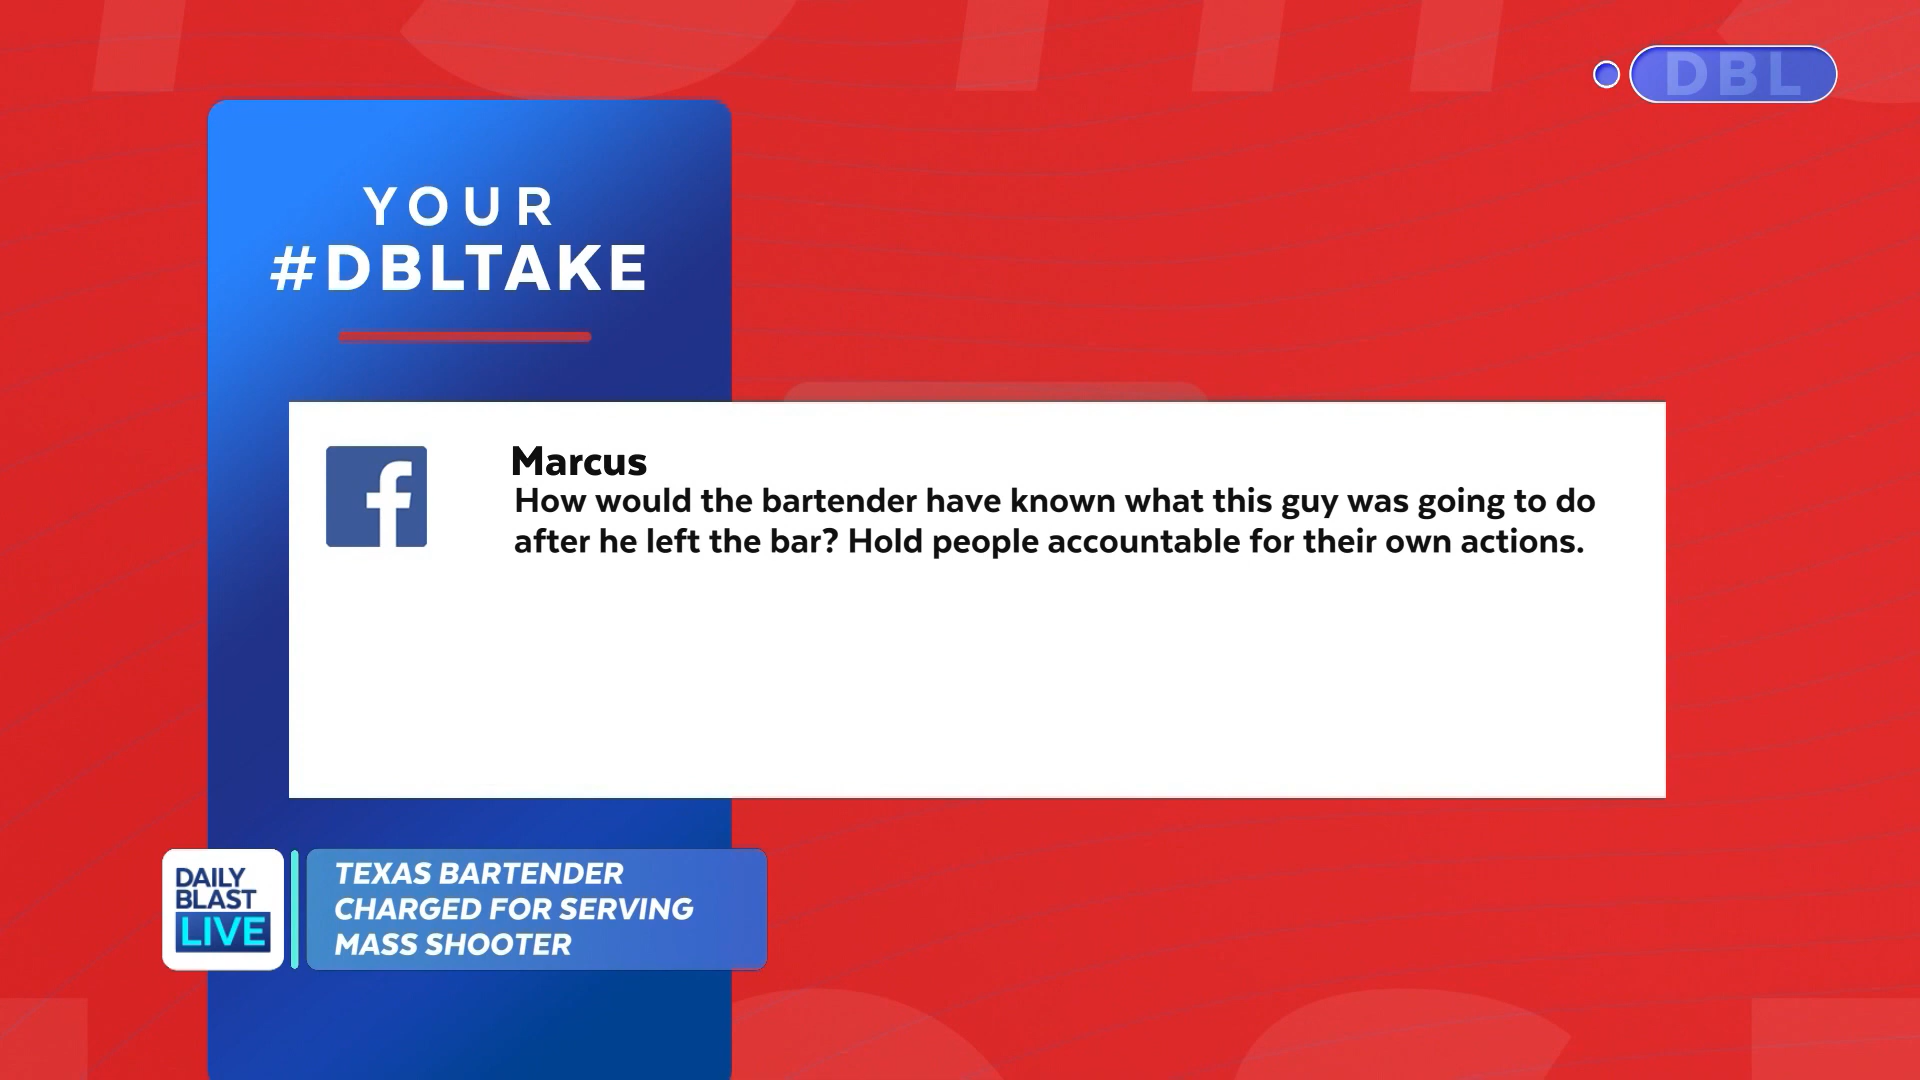 DBL
YOUR
#DBLTAKE
Marcus
How would the bartender have known what this guy was going to do
after he left the bar? Hold people accountable for their own actions.
DAILY
BLAST
LIVE
TEXAS BARTENDER
CHARGED FOR SERVING
MASS SHOOTER